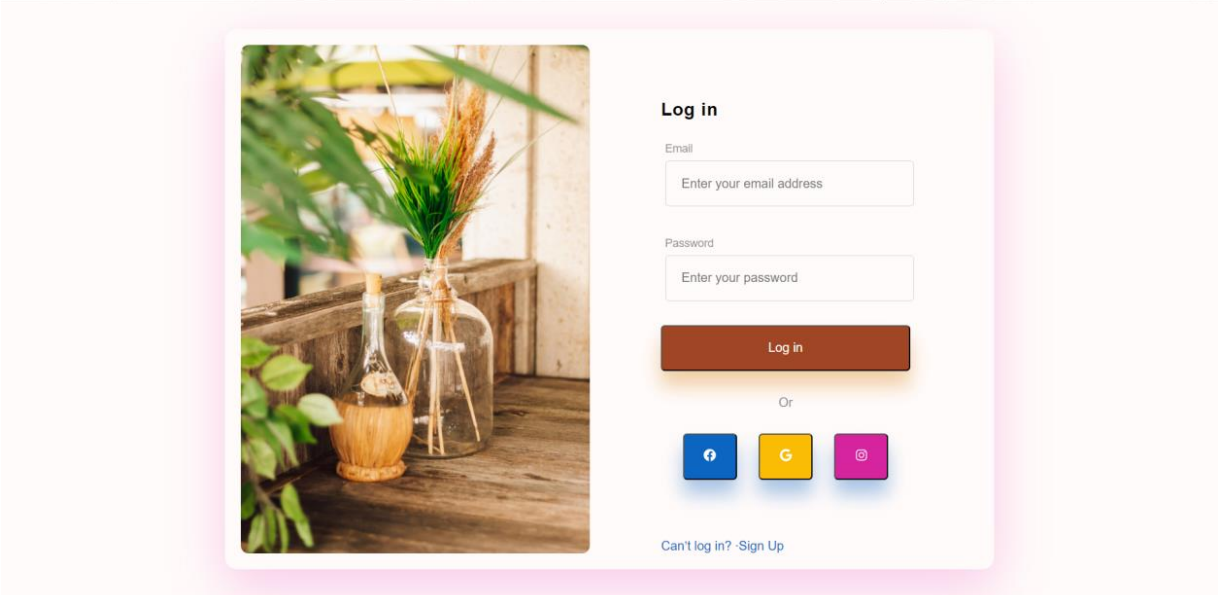 Log in
Email
Enter your email address
Password
Enter your password
Log in
Or
Can't log in? ·Sign Up